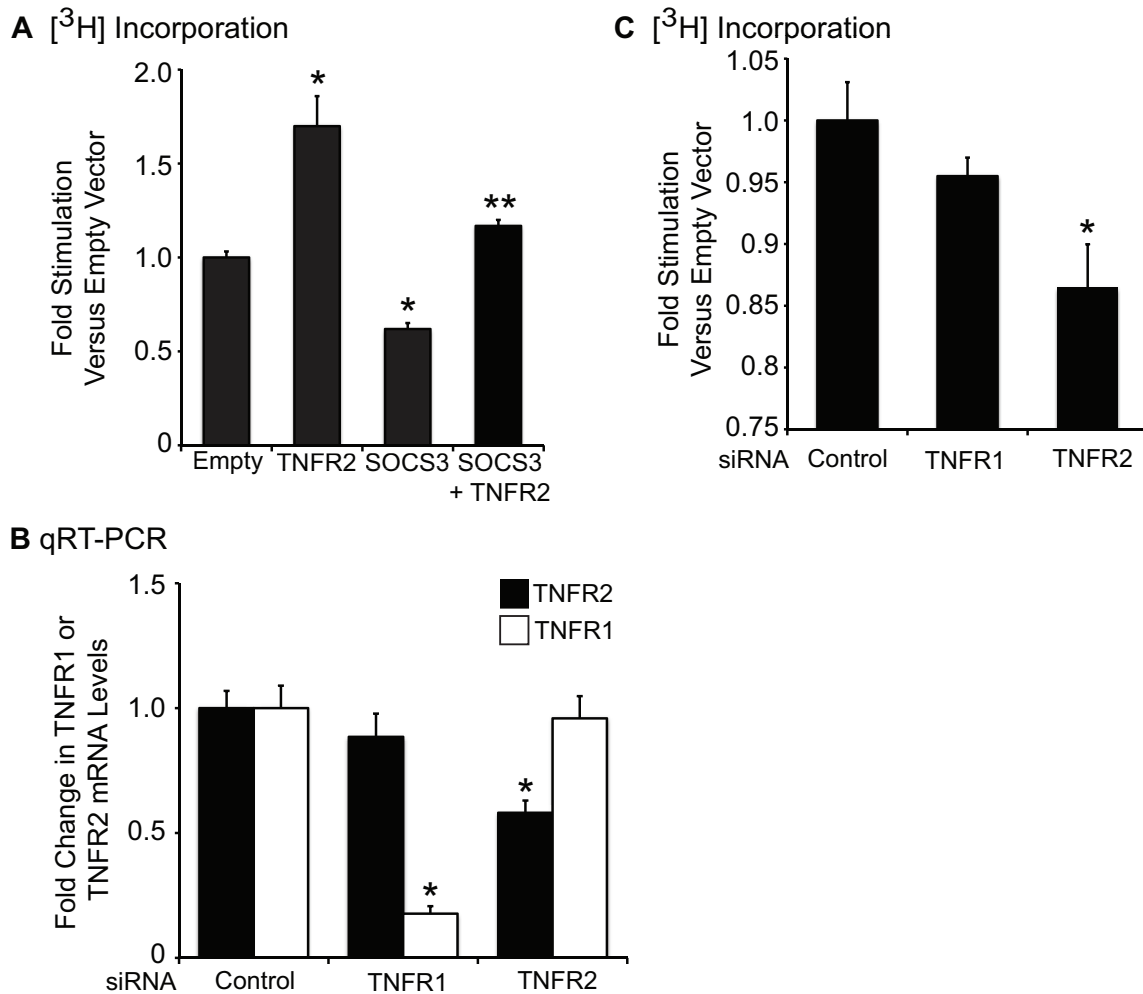 A [³H] Incorporation
Fold Stimulation
Versus Empty Vector
2.0
1.5
1.0
0.5
0
*
*
**
Empty
TNFR2
SOCS3
SOCS3
+ TNFR2
C [³H] Incorporation
Fold Stimulation
Versus Empty Vector
1.05
1.0
0.95
0.9
0.85
0.8
0.75
*
siRNA
Control
TNFR1
TNFR2
B qRT-PCR
Fold Change in TNFR1 or
TNFR2 mRNA Levels
1.5
1.0
0.5
0
TNFR2
TNFR1
*
*
siRNA
Control
TNFR1
TNFR2